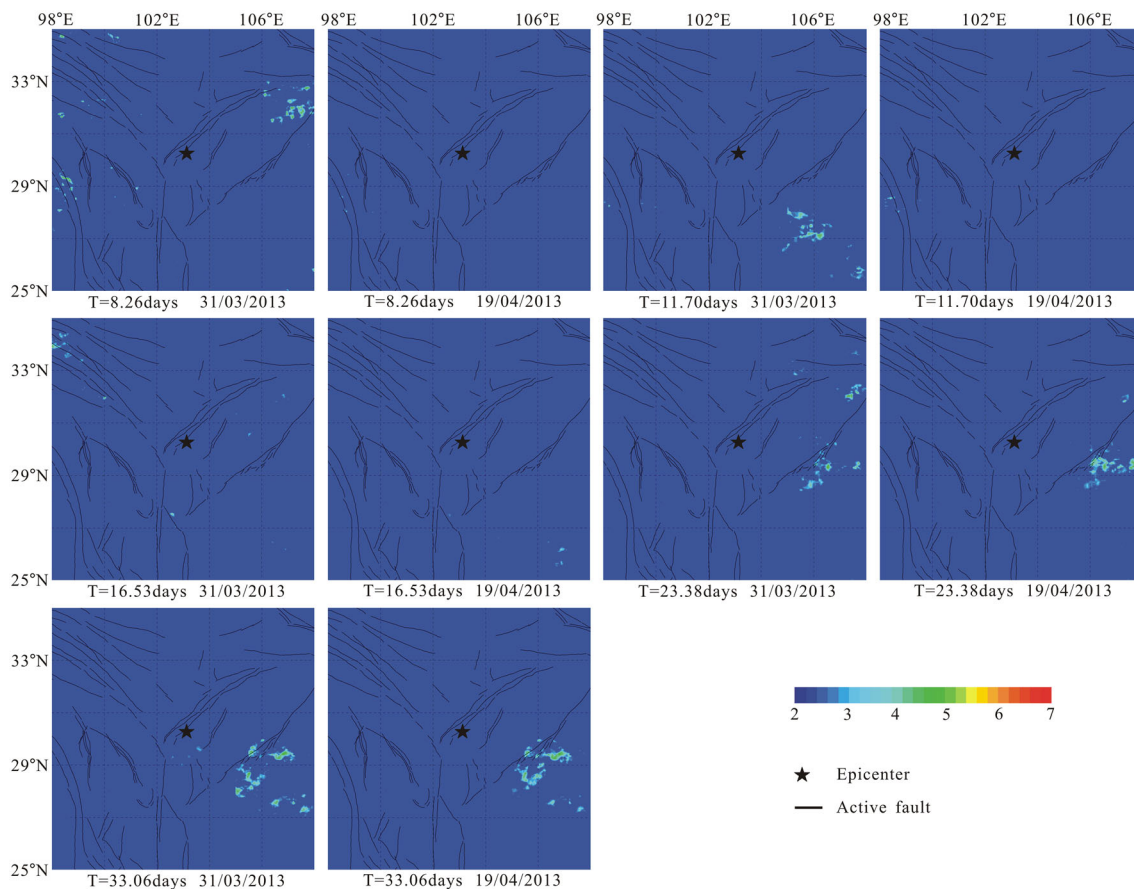 98°E 102°E 106°E 98°E 102°E 106°E 98°E 102°E 106°E 98°E 102°E 106°E
33°N
29°N
25°N
T=8.26days 31/03/2013 T=8.26days 19/04/2013 T=11.70days 31/03/2013 T=11.70days 19/04/2013
33°N
29°N
25°N
T=16.53days 31/03/2013 T=16.53days 19/04/2013 T=23.38days 31/03/2013 T=23.38days 19/04/2013
33°N
29°N
25°N
T=33.06days 31/03/2013 T=33.06days 19/04/2013
2 3 4 5 6 7
Epicenter
Active fault